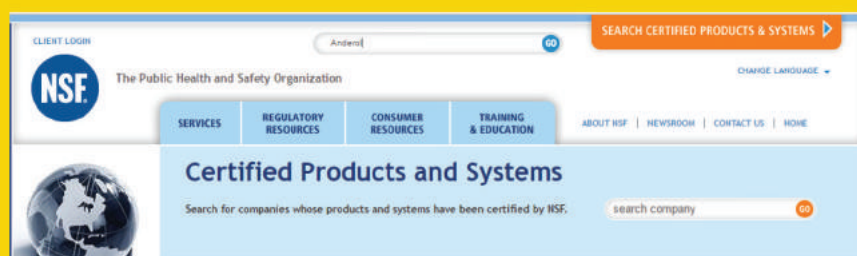 CLIENT LOGIN
Anderol
GO
SEARCH CERTIFIED PRODUCTS & SYSTEMS
NSF.
The Public Health and Safety Organization
CHANGE LANGUAGE
SERVICES
REGULATORY
RESOURCES
CONSUMER
RESOURCES
TRAINING
& EDUCATION
ABOUT NSF | NEWSROOM | CONTACT US | HOME
Certified Products and Systems
Search for companies whose products and systems have been certified by NSF.
search company
GO